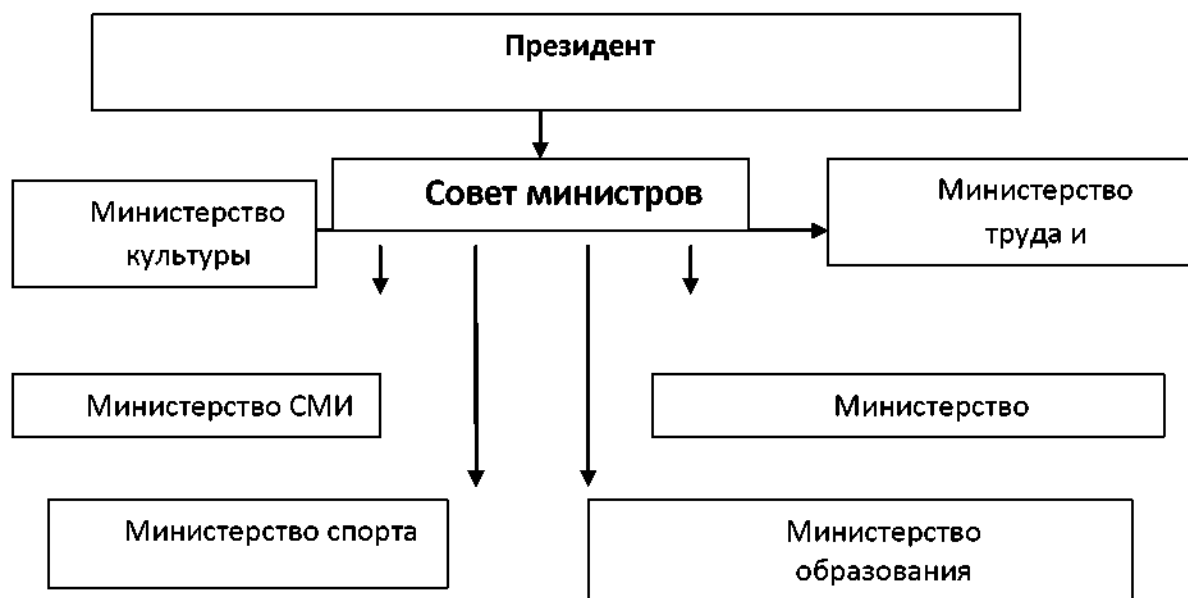 Президент
Совет министров
Министерство
культуры
Министерство
труда и
Министерство СМИ
Министерство
Министерство спорта
Министерство
образования